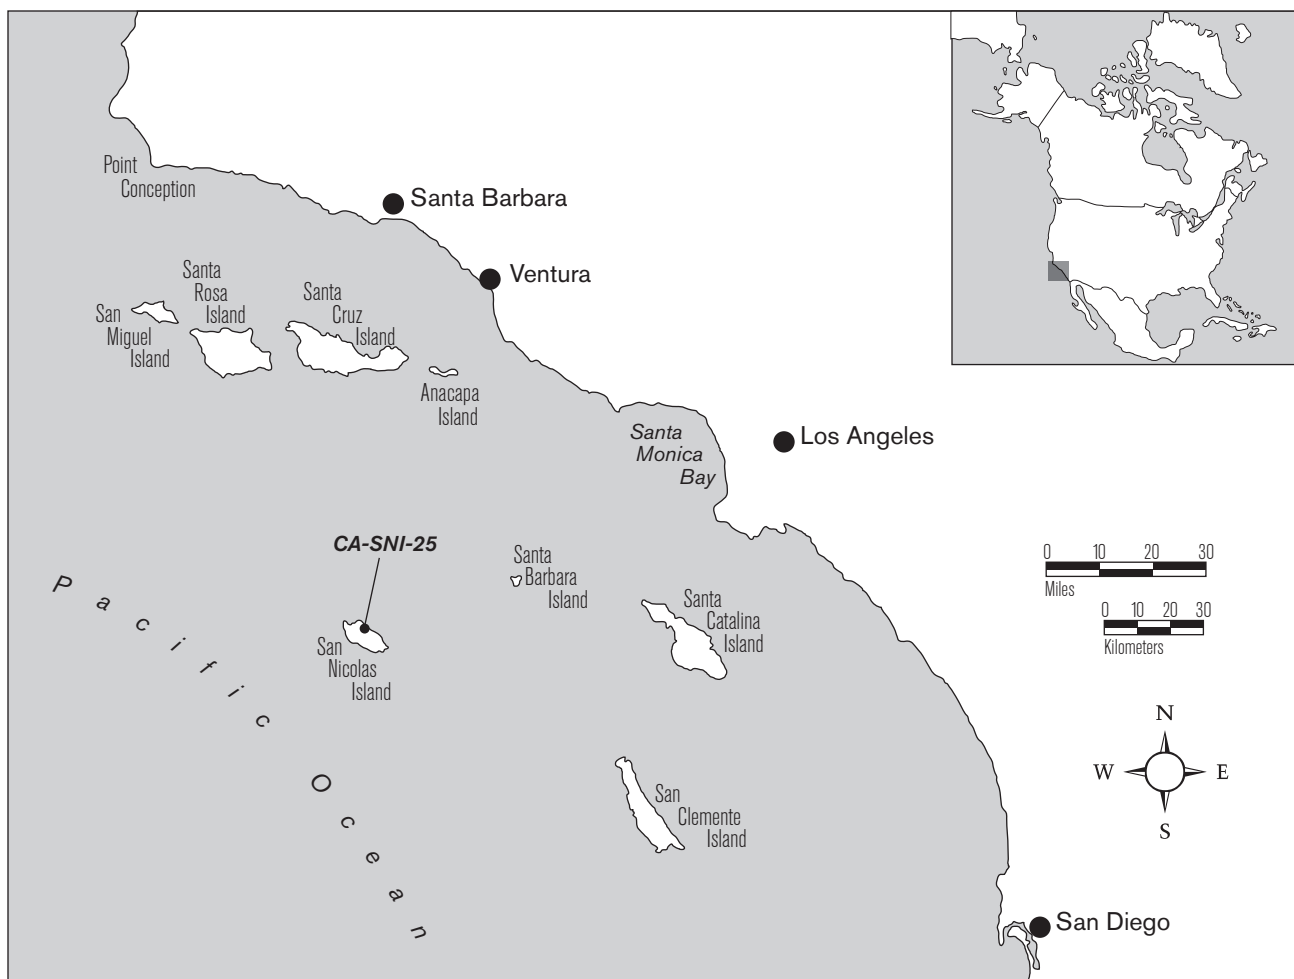 Point
Conception
Santa Barbara
Ventura
Santa
Rosa
Island
Santa
Cruz
Island
San
Miguel
Island
Anacapa
Island
Santa
Monica
Bay
Los Angeles
CA-SNI-25
Santa
Barbara
Island
Santa
Catalina
Island
San
Nicolas
Island
Pacific Ocean
San
Clemente
Island
San Diego
0 10 20 30
Miles
0 10 20 30
Kilometers
N
W E
S